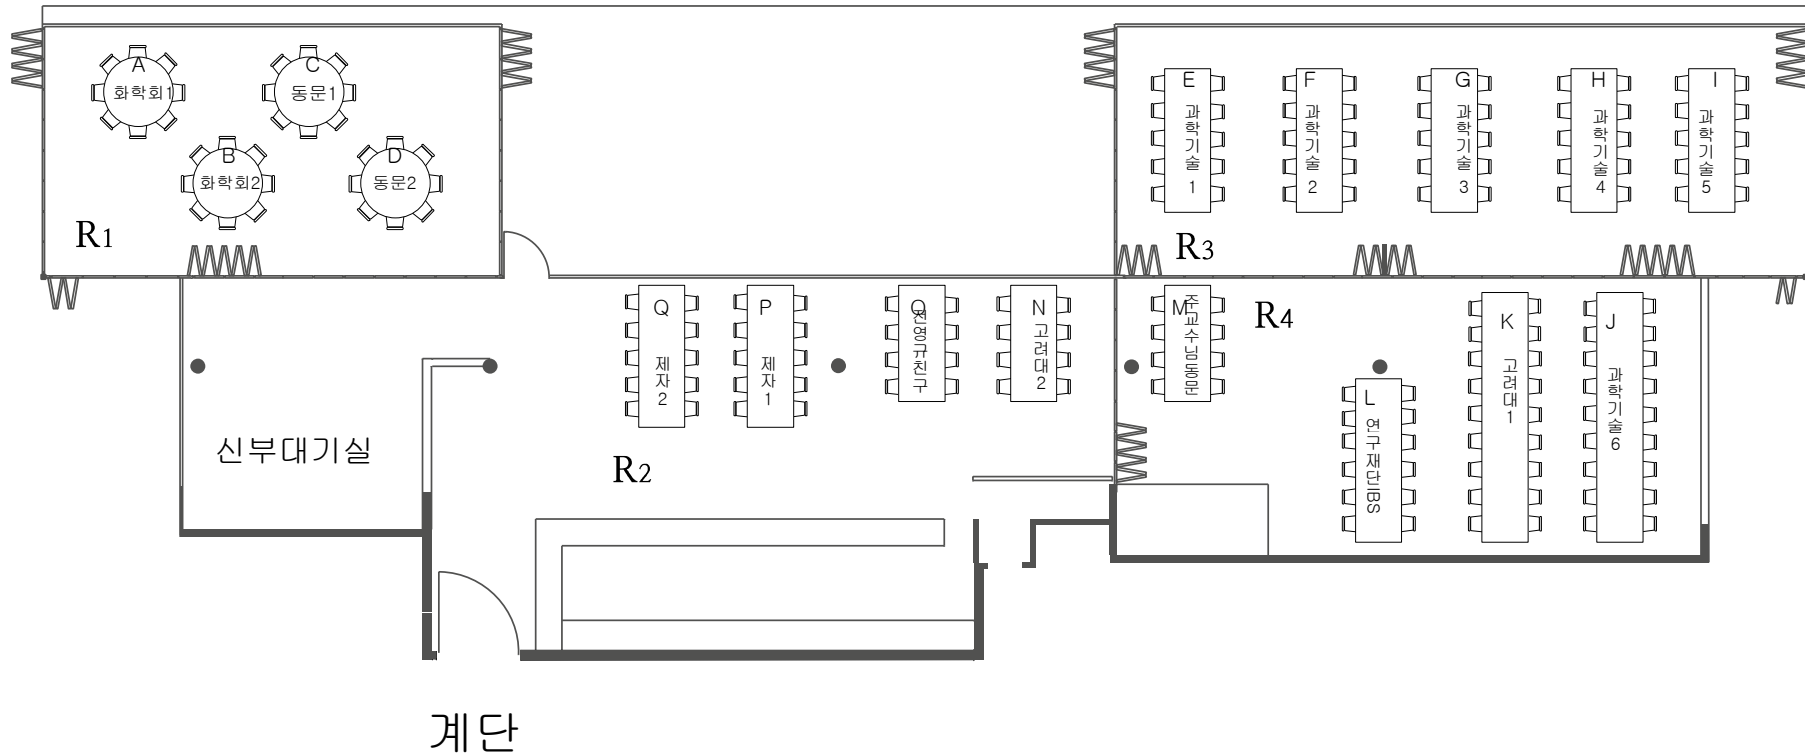 A
화학회1
C
동문1
B
화학회2
D
동문2
R1
E
과학기술1
F
과학기술2
G
과학기술3
H
과학기술4
I
과학기술5
R3
Q
제자2
P
제자1
O
전영규친구
N
고려대2
M
주교수님동문
R4
L
연구재단IBS
K
고려대1
J
과학기술6
신부대기실
R2
계단